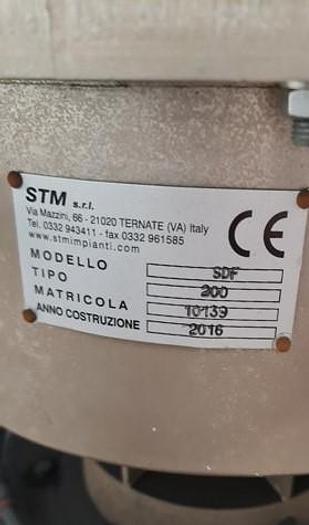 STM s.r.l.
Via Mazzini, 66 - 21020 TERNATE (VA) Italy
Tel. 0332 943411 - fax 0332 961585
www.stmimpianti.com
CE
MODELLO SDF
TIPO 200
MATRICOLA 10139
ANNO COSTRUZIONE 2016